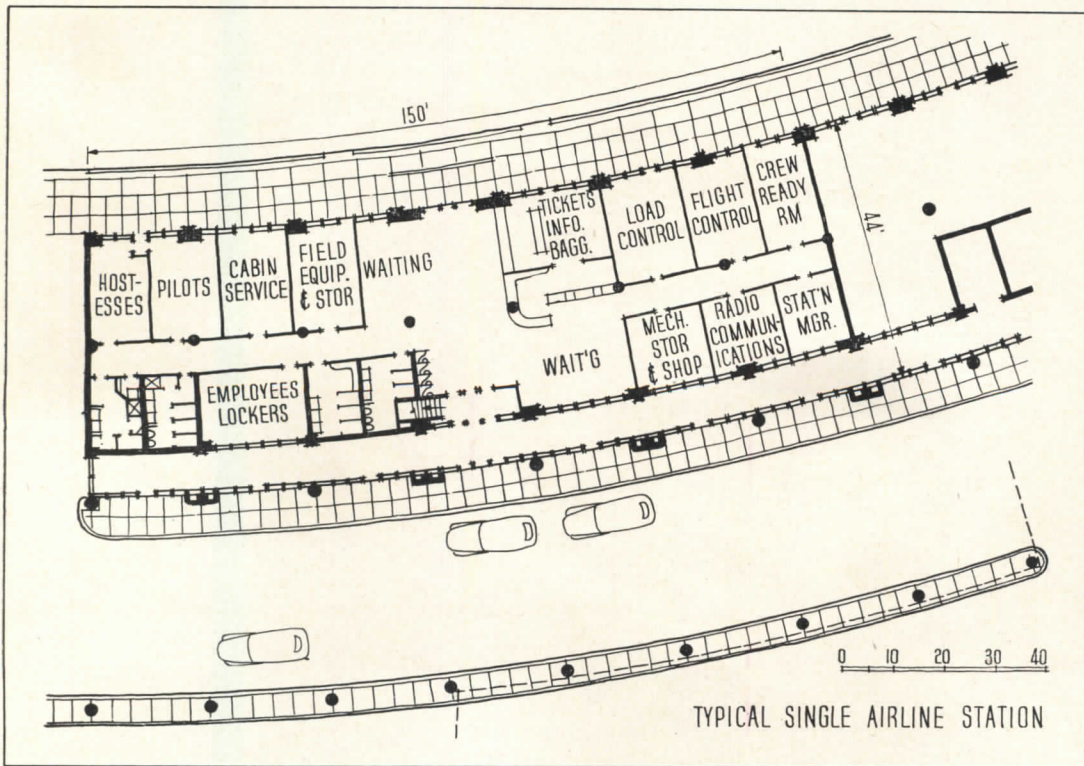 150'
HOST-
ESSES
PILOTS
CABIN
SERVICE
FIELD
EQUIP.
& STOR
WAITING
TICKETS
INFO.
BAGG.
LOAD
CONTROL
FLIGHT
CONTROL
CREW
READY
RM
44'
EMPLOYEES
LOCKERS
WAIT'G
MECH.
STOR
& SHOP
RADIO
COMMUN-
ICATIONS
STAT'N
MGR.
0 10 20 30 40
TYPICAL SINGLE AIRLINE STATION